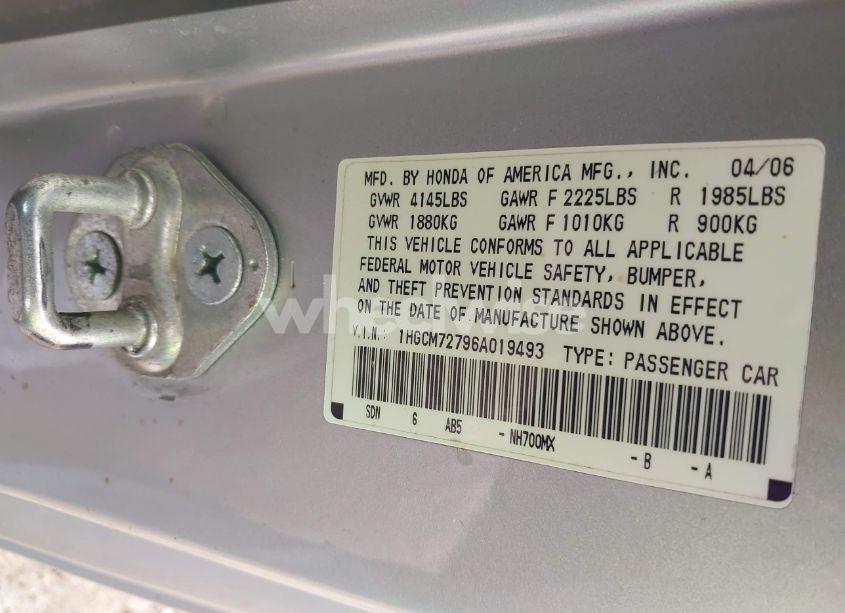 MFD. BY HONDA OF AMERICA MFG., INC. 04/06
GVWR 4145LBS GAWR F 2225LBS R 1985LBS
GVWR 1880KG GAWR F 1010KG R 900KG
THIS VEHICLE CONFORMS TO ALL APPLICABLE
FEDERAL MOTOR VEHICLE SAFETY, BUMPER,
AND THEFT PREVENTION STANDARDS IN EFFECT
ON THE DATE OF MANUFACTURE SHOWN ABOVE.
V.I.N.: 1HGCM72796A019493 TYPE: PASSENGER CAR
SDN 6 AB5 -NH700MX -B -A